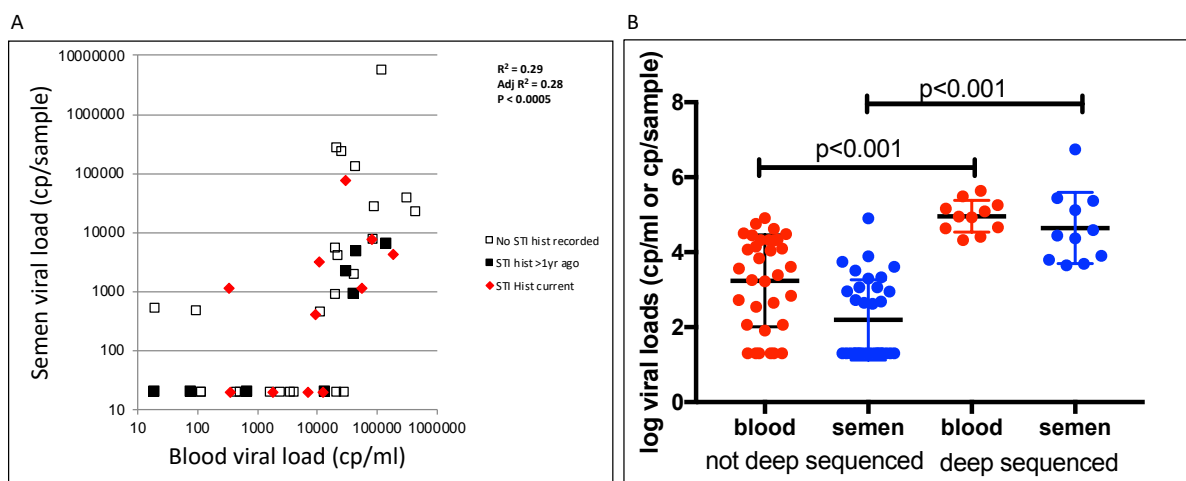 A
Semen viral load (cp/sample)
10000000
1000000
100000
10000
1000
100
10
10 100 1000 10000 100000 1000000
Blood viral load (cp/ml)
R² = 0.29
Adj R² = 0.28
P < 0.0005
No STI hist recorded
STI hist >1yr ago
STI Hist current
B
log viral loads (cp/ml or cp/sample)
8
6
4
2
0
p<0.001
p<0.001
blood semen blood semen
not deep sequenced deep sequenced